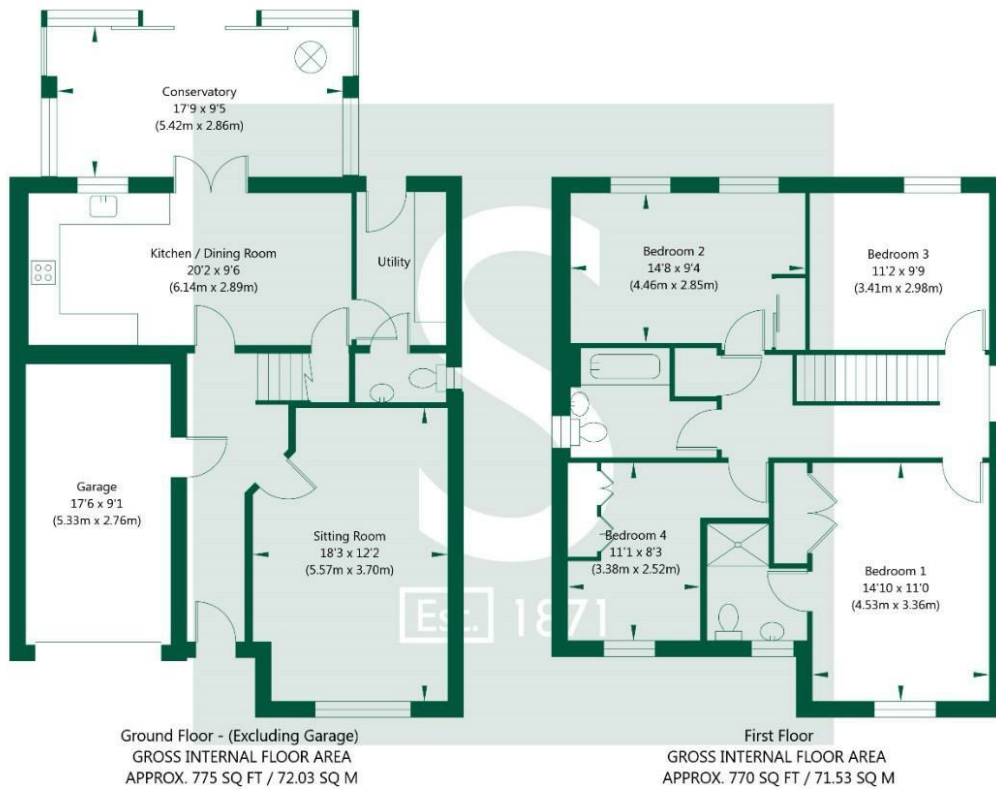 Conservatory
17'9 x 9'5
(5.42m x 2.86m)
Kitchen / Dining Room
20'2 x 9'6
(6.14m x 2.89m)
Utility
Garage
17'6 x 9'1
(5.33m x 2.76m)
Sitting Room
18'3 x 12'2
(5.57m x 3.70m)
Bedroom 2
14'8 x 9'4
(4.46m x 2.85m)
Bedroom 3
11'2 x 9'9
(3.41m x 2.98m)
Bedroom 4
11'1 x 8'3
(3.38m x 2.52m)
Bedroom 1
14'10 x 11'0
(4.53m x 3.36m)
S
Est. 1871
Ground Floor - (Excluding Garage)
GROSS INTERNAL FLOOR AREA
APPROX. 775 SQ FT / 72.03 SQ M
First Floor
GROSS INTERNAL FLOOR AREA
APPROX. 770 SQ FT / 71.53 SQ M